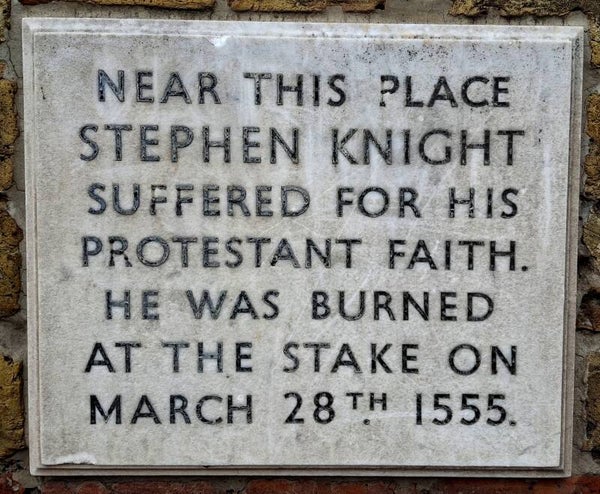 NEAR THIS PLACE
STEPHEN KNIGHT
SUFFERED FOR HIS
PROTESTANT FAITH.
HE WAS BURNED
AT THE STAKE ON
MARCH 28TH. 1555.